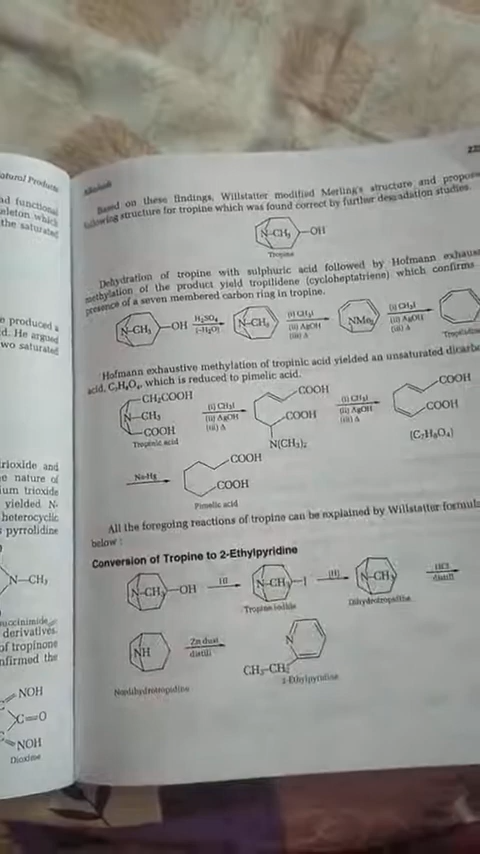 atural Products
ad functional
eleton which
the saturated
e produced a
d. He argued
wo saturated
rioxide and
e nature of
ium trioxide
yielded N-
heterocyclic
pyrrolidine
N—CH₃
succinimide,
derivatives.
of tropinone
nfirmed the
NOH
C=O
NOH
Dioxime
Alkaloids
Based on these findings, Willstatter modified Merling's structure and propose
following structure for tropine which was found correct by further degradation studies.
N–CH₃ —OH
Tropine
Dehydration of tropine with sulphuric acid followed by Hofmann exhaust
methylation of the product yield tropilidene (cycloheptatriene) which confirms
presence of a seven membered carbon ring in tropine.
N–CH₃ —OH H₂SO₄ (–H₂O) N–CH₃ (i) CH₃I (ii) AgOH (iii) Δ NMe₂ (i) CH₃I (ii) AgOH (iii) Δ
Tropilidene
Hofmann exhaustive methylation of tropinic acid yielded an unsaturated dicarbo
acid, C₇H₈O₄, which is reduced to pimelic acid.
CH₂COOH
N–CH₃
COOH
Tropinic acid
(i) CH₃I
(ii) AgOH
(iii) Δ
COOH
COOH
N(CH₃)₂
(i) CH₃I
(ii) AgOH
(iii) Δ
COOH
COOH
[C₇H₈O₄]
Na-Hg
COOH
COOH
Pimelic acid
All the foregoing reactions of tropine can be explained by Willstatter formula
below :
Conversion of Tropine to 2-Ethylpyridine
N–CH₃ —OH HI N–CH₃ —I [H] N–CH₃ HCl distill
Tropine iodide
Dihydrotropidine
NH Zn dust distill N
CH₃–CH₂
Nordihydrotropidine
2-Ethylpyridine